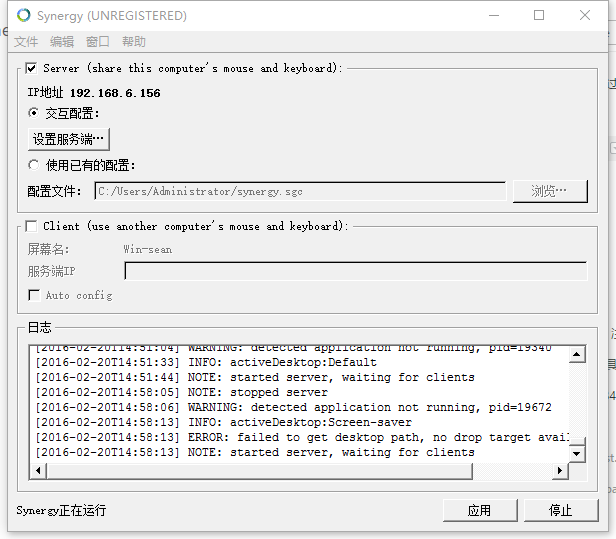 Synergy (UNREGISTERED)
文件 编辑 窗口 帮助
Server (share this computer's mouse and keyboard):
IP地址 192.168.6.156
交互配置：
设置服务端…
使用已有的配置：
配置文件： C:/Users/Administrator/synergy.sgc 浏览…
Client (use another computer's mouse and keyboard):
屏幕名： Win-sean
服务端IP
Auto config
日志
[2016-02-20T14:51:04] WARNING: detected application not running, pid=19340
[2016-02-20T14:51:33] INFO: activeDesktop:Default
[2016-02-20T14:51:44] NOTE: started server, waiting for clients
[2016-02-20T14:58:05] NOTE: stopped server
[2016-02-20T14:58:06] WARNING: detected application not running, pid=19672
[2016-02-20T14:58:13] INFO: activeDesktop:Screen-saver
[2016-02-20T14:58:13] ERROR: failed to get desktop path, no drop target avail
[2016-02-20T14:58:13] NOTE: started server, waiting for clients
Synergy正在运行 应用 停止